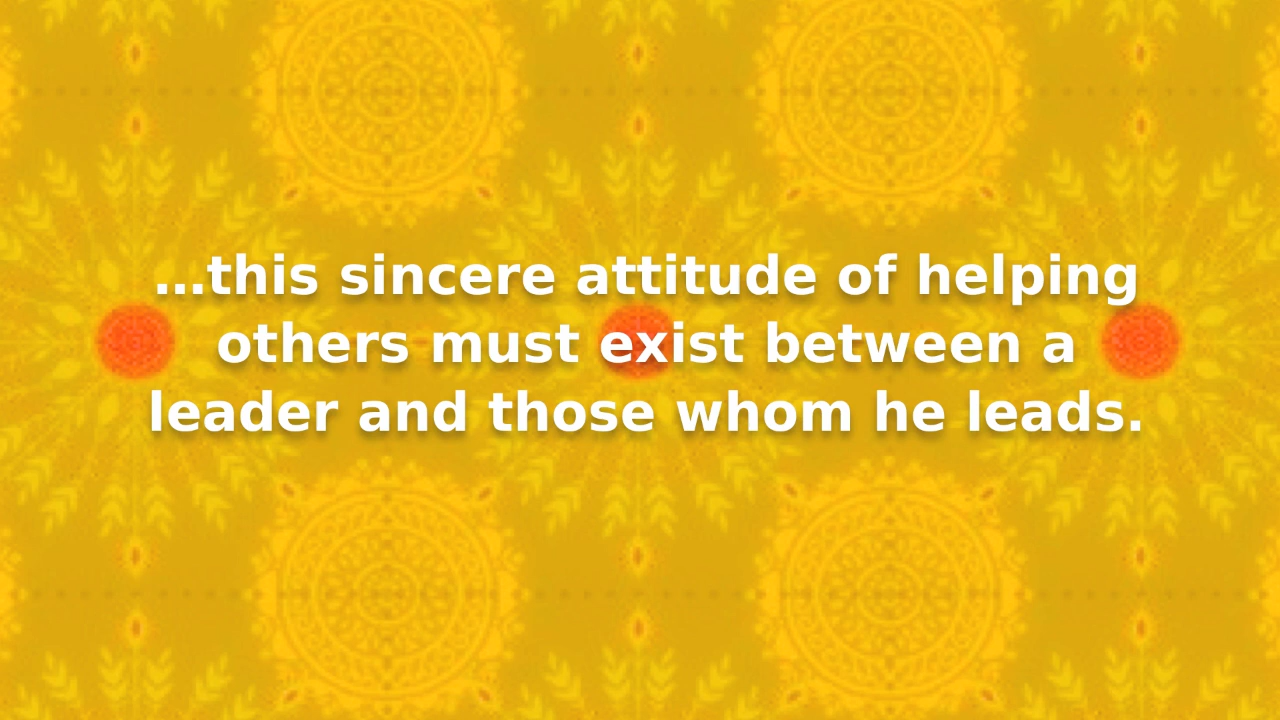 …this sincere attitude of helping
others must exist between a
leader and those whom he leads.